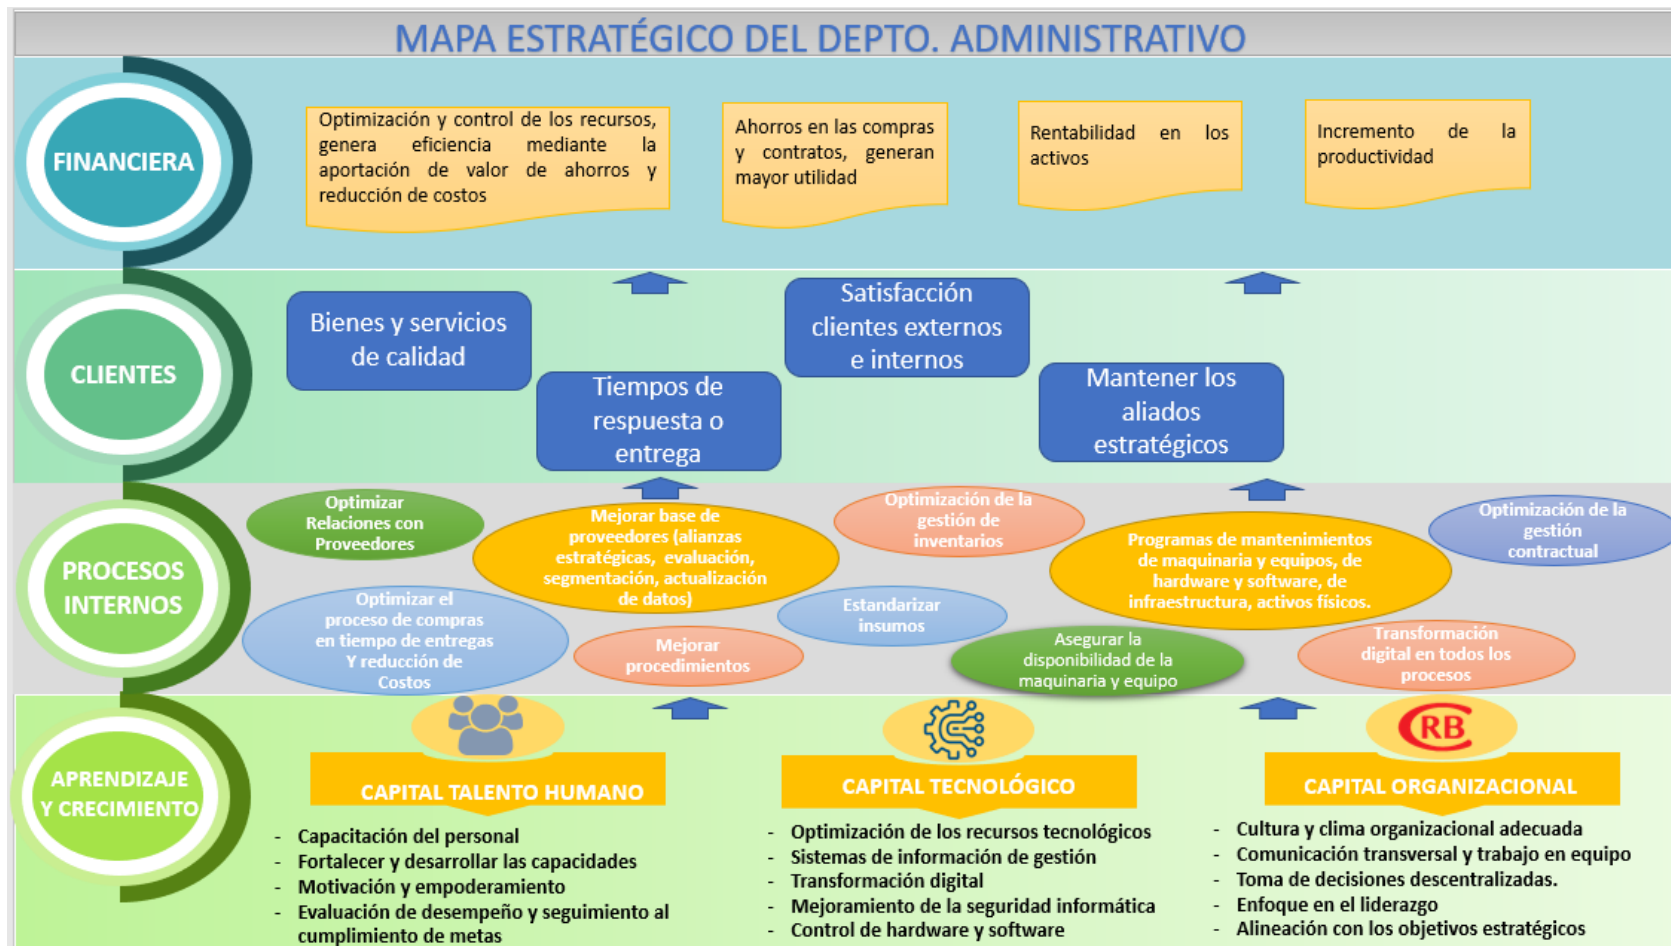 MAPA ESTRATÉGICO DEL DEPTO. ADMINISTRATIVO
FINANCIERA
Optimización y control de los recursos,
genera eficiencia mediante la
aportación de valor de ahorros y
reducción de costos
Ahorros en las compras
y contratos, generan
mayor utilidad
Rentabilidad en los
activos
Incremento de la
productividad
CLIENTES
Bienes y servicios
de calidad
Tiempos de
respuesta o
entrega
Satisfacción
clientes externos
e internos
Mantener los
aliados
estratégicos
PROCESOS
INTERNOS
Optimizar
Relaciones con
Proveedores
Mejorar base de
proveedores (alianzas
estratégicas, evaluación,
segmentación, actualización
de datos)
Optimización de la
gestión de
inventarios
Programas de mantenimientos
de maquinaria y equipos, de
hardware y software, de
infraestructura, activos físicos.
Optimización de la
gestión
contractual
Optimizar el
proceso de compras
en tiempo de entregas
Y reducción de
Costos
Mejorar
procedimientos
Estandarizar
insumos
Asegurar la
disponibilidad de la
maquinaria y equipo
Transformación
digital en todos los
procesos
APRENDIZAJE
Y CRECIMIENTO
CAPITAL TALENTO HUMANO
- Capacitación del personal
- Fortalecer y desarrollar las capacidades
- Motivación y empoderamiento
- Evaluación de desempeño y seguimiento al
cumplimiento de metas
CAPITAL TECNOLÓGICO
- Optimización de los recursos tecnológicos
- Sistemas de información de gestión
- Transformación digital
- Mejoramiento de la seguridad informática
- Control de hardware y software
CRB
CAPITAL ORGANIZACIONAL
- Cultura y clima organizacional adecuada
- Comunicación transversal y trabajo en equipo
- Toma de decisiones descentralizadas.
- Enfoque en el liderazgo
- Alineación con los objetivos estratégicos